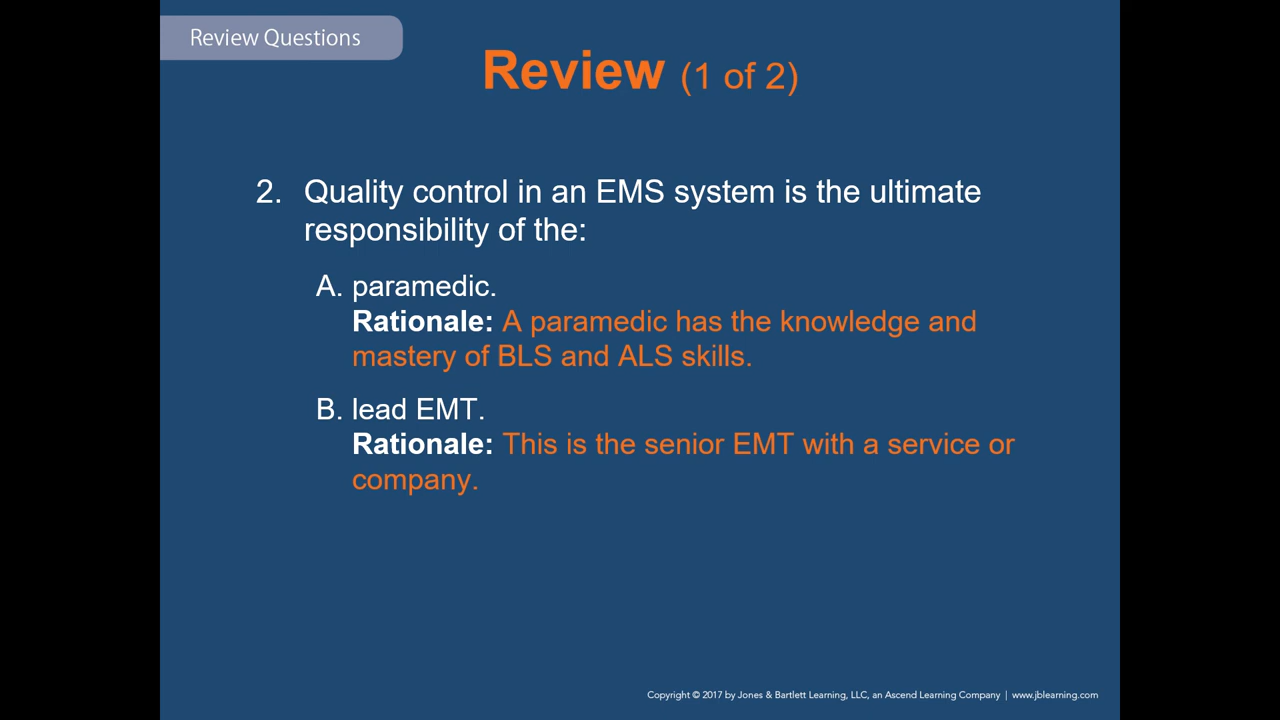 Review Questions
Review (1 of 2)
2. Quality control in an EMS system is the ultimate
responsibility of the:
A. paramedic.
Rationale: A paramedic has the knowledge and
mastery of BLS and ALS skills.
B. lead EMT.
Rationale: This is the senior EMT with a service or
company.
Copyright © 2017 by Jones & Bartlett Learning, LLC, an Ascend Learning Company | www.jblearning.com